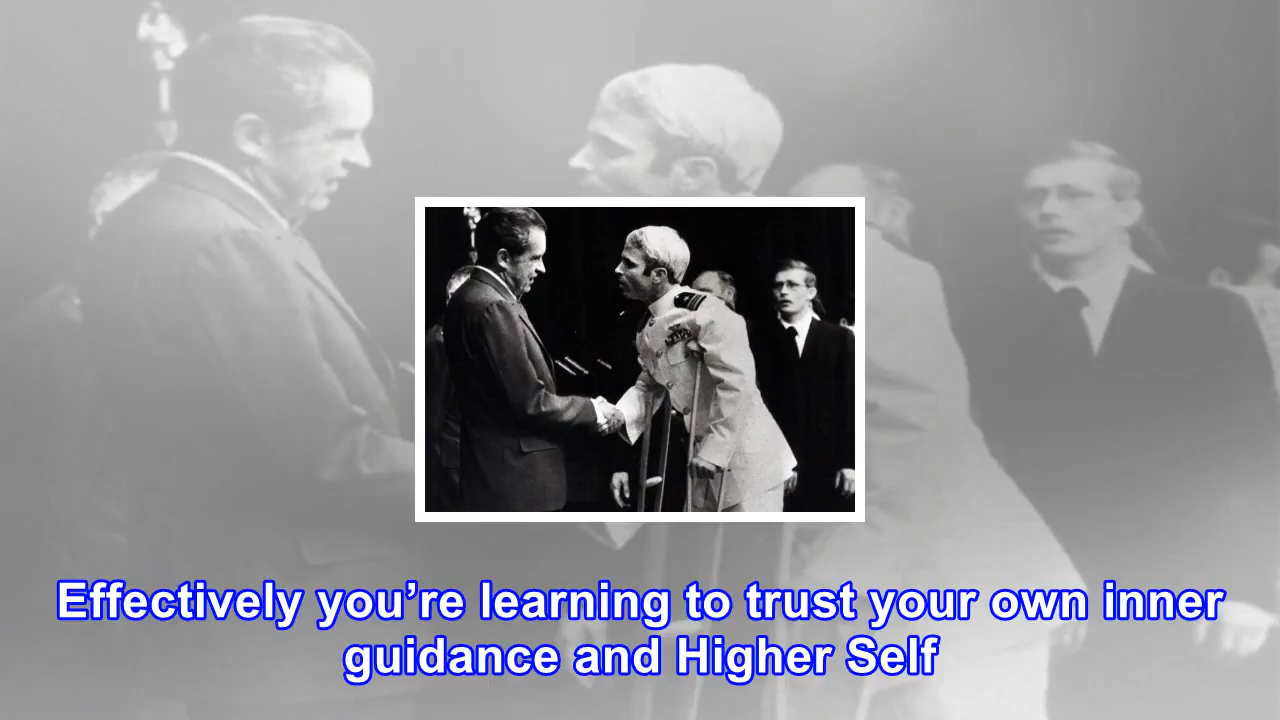 Effectively you’re learning to trust your own inner
guidance and Higher Self